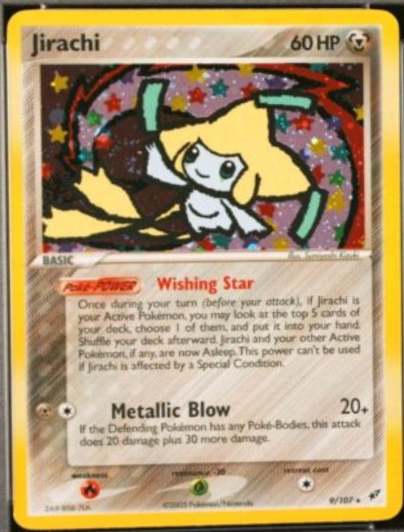 Jirachi 60 HP
BASIC Illus. Sumiyoshi Kizuki
POKÉ-POWER Wishing Star
Once during your turn (before your attack), if Jirachi is
your Active Pokémon, you may look at the top 5 cards of
your deck, choose 1 of them, and put it into your hand.
Shuffle your deck afterward. Jirachi and your other Active
Pokémon, if any, are now Asleep. This power can't be used
if Jirachi is affected by a Special Condition.
Metallic Blow 20+
If the Defending Pokémon has any Poké-Bodies, this attack
does 20 damage plus 30 more damage.
weakness resistance -30 retreat cost
©2005 Pokémon/Nintendo 9/107